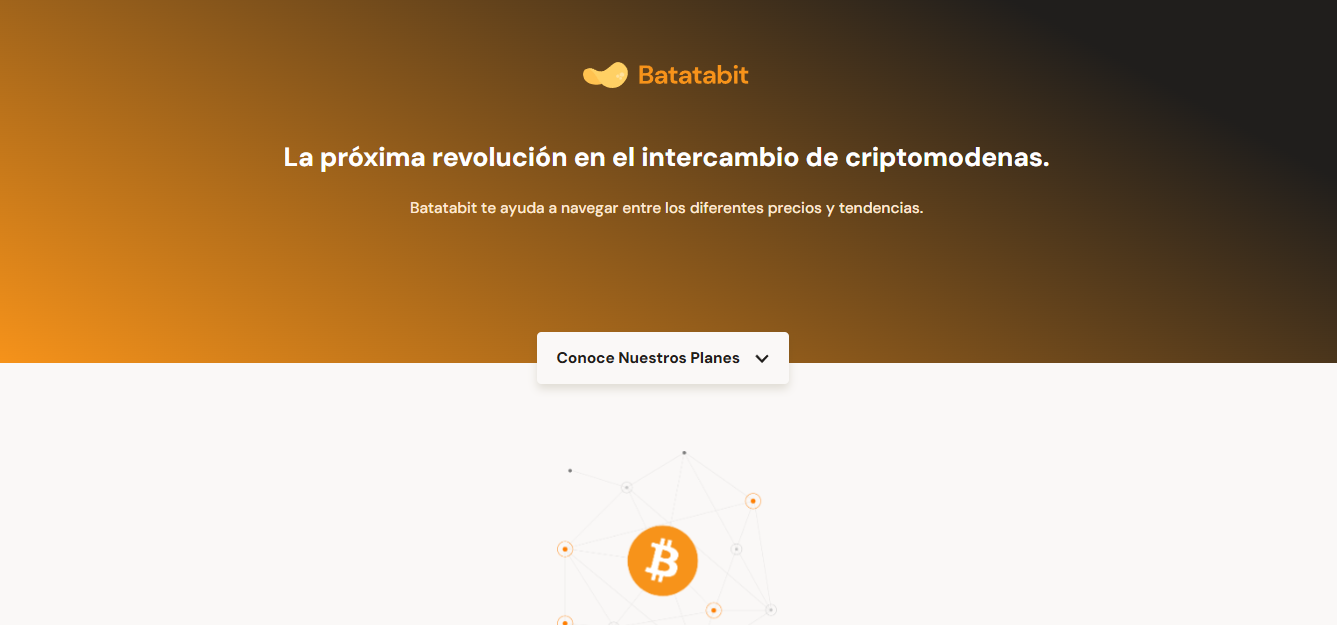 Batatabit
La próxima revolución en el intercambio de criptomodenas.
Batatabit te ayuda a navegar entre los diferentes precios y tendencias.
Conoce Nuestros Planes